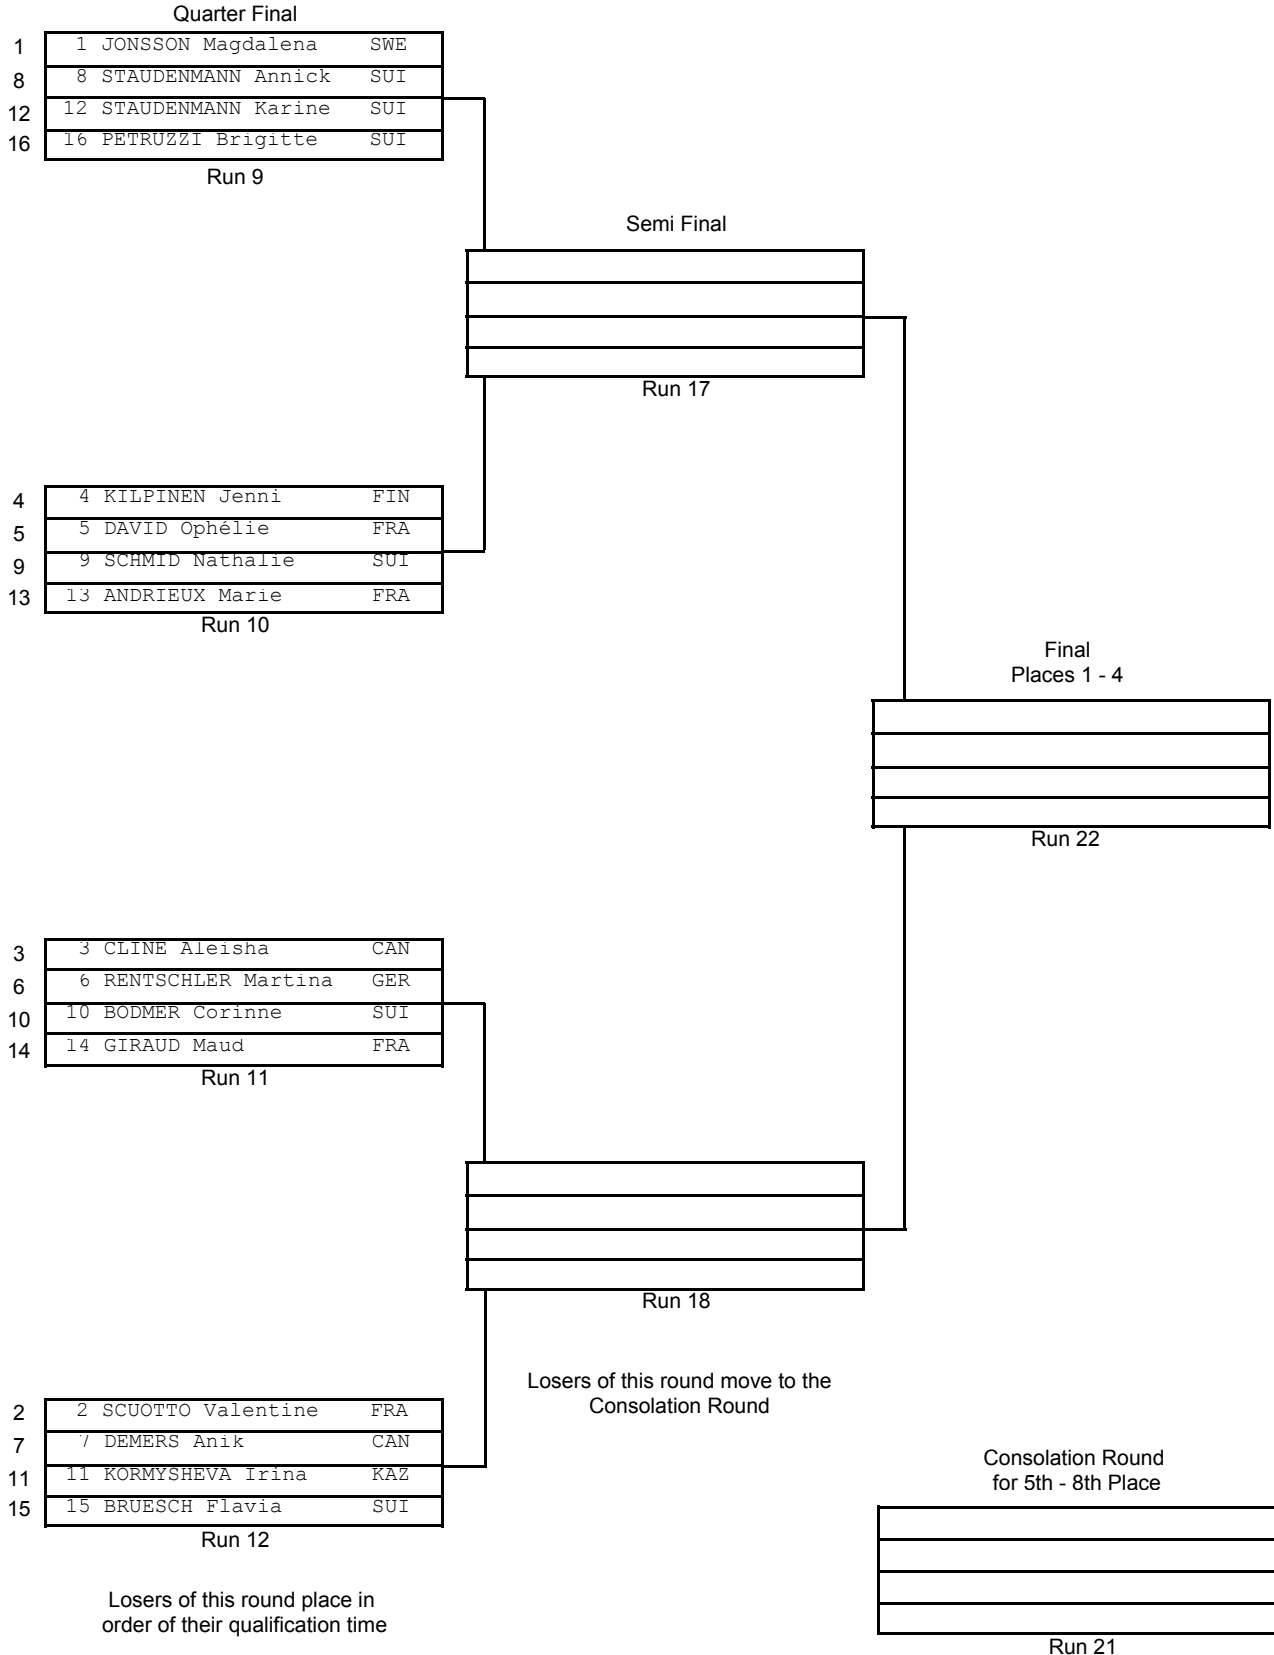 Quarter Final
1 1 JONSSON Magdalena SWE
8 8 STAUDENMANN Annick SUI
12 12 STAUDENMANN Karine SUI
16 16 PETRUZZI Brigitte SUI
Run 9
Semi Final
Run 17
4 4 KILPINEN Jenni FIN
5 5 DAVID Ophélie FRA
9 9 SCHMID Nathalie SUI
13 13 ANDRIEUX Marie FRA
Run 10
Final
Places 1 - 4
Run 22
3 3 CLINE Aleisha CAN
6 6 RENTSCHLER Martina GER
10 10 BODMER Corinne SUI
14 14 GIRAUD Maud FRA
Run 11
Run 18
Losers of this round move to the
Consolation Round
2 2 SCUOTTO Valentine FRA
7 7 DEMERS Anik CAN
11 11 KORMYSHEVA Irina KAZ
15 15 BRUESCH Flavia SUI
Run 12
Consolation Round
for 5th - 8th Place
Losers of this round place in
order of their qualification time
Run 21